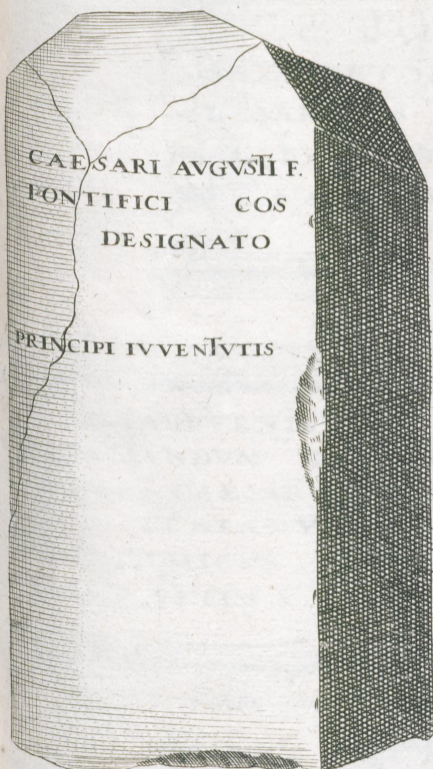 CAESARI AVGVSTI F.
PONTIFICI COS
DESIGNATO
PRINCIPI IVVENTVTIS